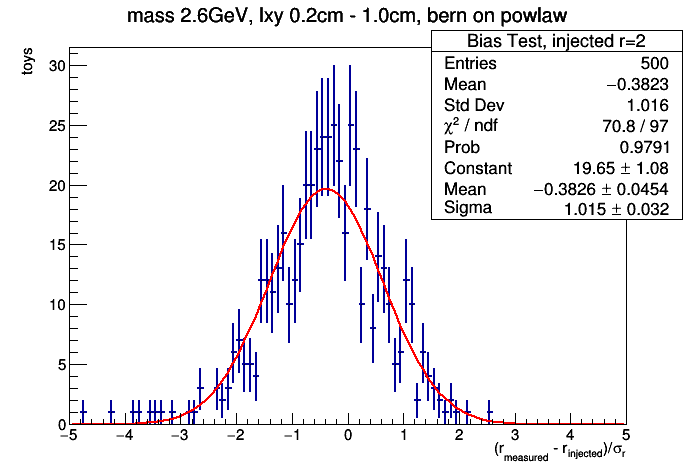 mass 2.6GeV, lxy 0.2cm - 1.0cm, bern on powlaw
Bias Test, injected r=2
Entries 500
Mean −0.3823
Std Dev 1.016
χ² / ndf 70.8 / 97
Prob 0.9791
Constant 19.65 ± 1.08
Mean −0.3826 ± 0.0454
Sigma 1.015 ± 0.032
toys
30
25
20
15
10
5
0
−5 −4 −3 −2 −1 0 1 2 3 4 5
(r_measured - r_injected)/σ_r